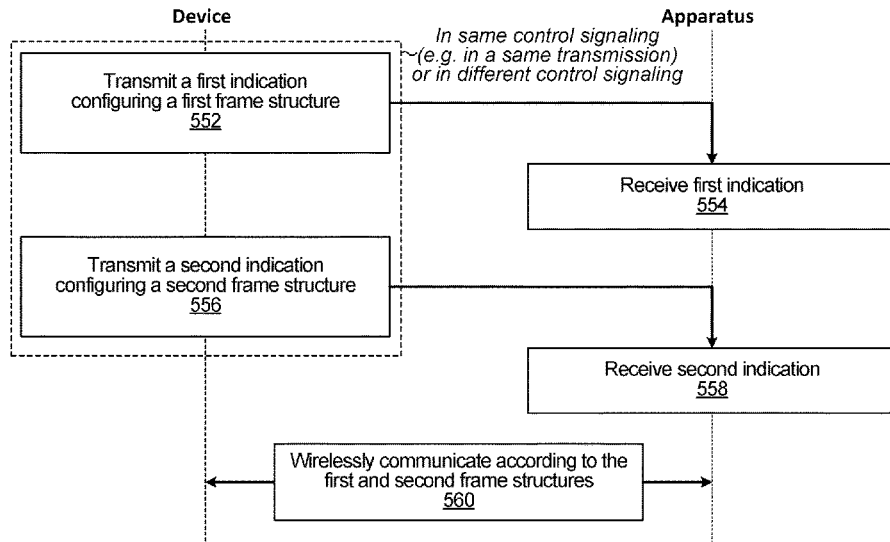 Device
Apparatus
In same control signaling
(e.g. in a same transmission)
or in different control signaling
Transmit a first indication
configuring a first frame structure
552
Receive first indication
554
Transmit a second indication
configuring a second frame structure
556
Receive second indication
558
Wirelessly communicate according to the
first and second frame structures
560